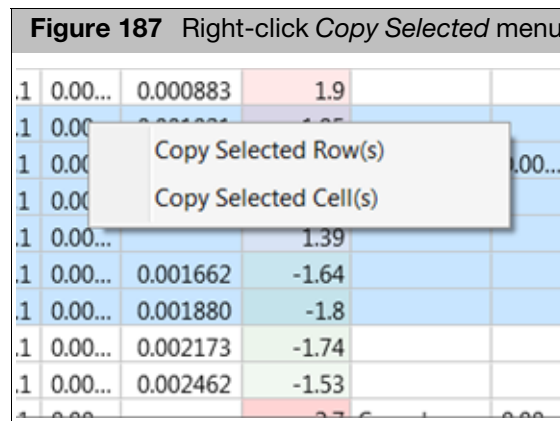 Figure 187 Right-click Copy Selected menu
.1 0.00... 0.000883 1.9
.1 0.00
Copy Selected Row(s)
1 0.00 .00...
Copy Selected Cell(s)
.1 0.00
.1 0.00... 1.39
.1 0.00... 0.001662 -1.64
.1 0.00... 0.001880 -1.8
.1 0.00... 0.002173 -1.74
.1 0.00... 0.002462 -1.53